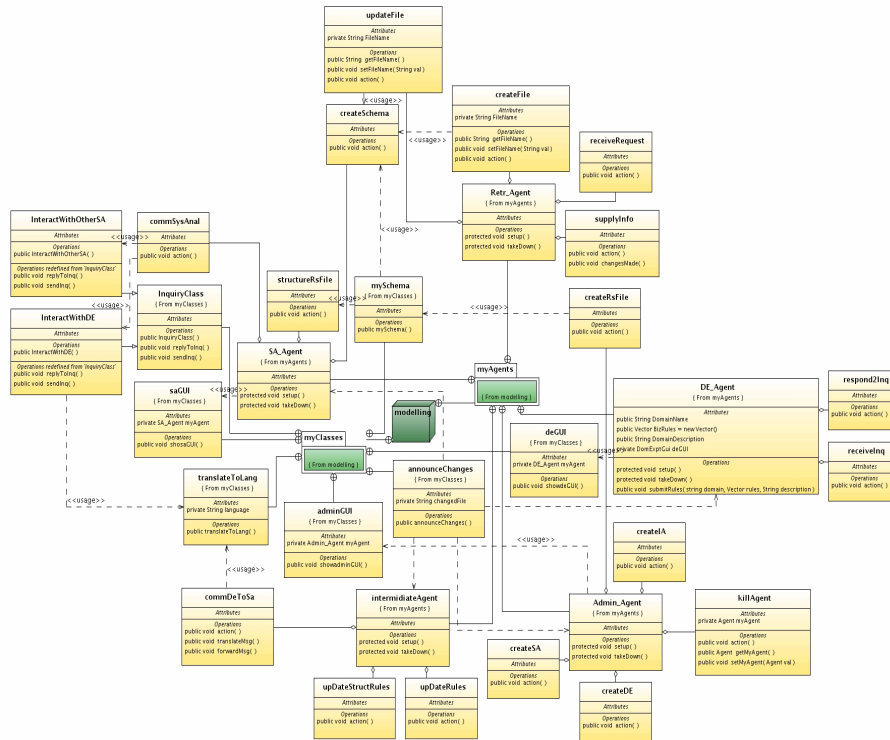 updateFile
Attributes
private String FileName
Operations
public String getFileName( )
public void setFileName( String val)
public void action( )
<<usage>>
createSchema
Attributes
Operations
public void action( )
createFile
Attributes
private String FileName
Operations
public String getFileName( )
public void setFileName( String val)
public void action( )
<<usage>>
receiveRequest
Attributes
Operations
public void action( )
Retr_Agent
{ From myAgents }
Attributes
Operations
protected void setup( )
protected void takeDown( )
supplyInfo
Attributes
Operations
public void action( )
public void changesMade( )
InteractWithOtherSA
Attributes
Operations
public InteractWithOtherSA( )
Operations redefined from 'InquiryClass'
public void replyToInq( )
public void sendInq( )
<<usage>>
commSysAnal
Attributes
Operations
public void action( )
<<usage>>
InquiryClass
{ From myClasses }
Attributes
Operations
public InquiryClass( )
public void replyToInq( )
public void sendInq( )
structureRsFile
Attributes
Operations
public void action( )
<<usage>>
mySchema
{ From myClasses }
Attributes
Operations
public mySchema( )
<<usage>>
createRsFile
Attributes
Operations
public void action( )
InteractWithDE
Attributes
Operations
public InteractWithDE( )
Operations redefined from 'InquiryClass'
public void replyToInq( )
public void sendInq( )
SA_Agent
{ From myAgents }
Attributes
Operations
protected void setup( )
protected void takeDown( )
<<usage>>
saGUI
{ From myClasses }
Attributes
private SA_Agent myAgent
Operations
public void shosaGUI( )
myAgents
{ From modelling }
modelling
myClasses
{ From modelling }
DE_Agent
{ From myAgents }
Attributes
public String DomainName
public Vector BizRules = new Vector()
public String DomainDescription
private DomExptGui deGUI
Operations
protected void setup( )
protected void takeDown( )
public void submitRules( string domain, Vector rules, String description )
respond2Inq
Attributes
Operations
public void action( )
receiveInq
Attributes
Operations
public void action( )
deGUI
{ From myClasses }
<<usage>>
Attributes
private DE_Agent myAgent
Operations
public void showdeGUI( )
translateToLang
{ From myClasses }
Attributes
private String language
Operations
public translateToLang( )
<<usage>>
<<usage>>
announceChanges
{ From myClasses }
Attributes
private String changedFile
Operations
public announceChanges( )
adminGUI
{ From myClasses }
Attributes
private Admin_Agent myAgent
Operations
public void showadminGUI( )
<<usage>>
createIA
Attributes
Operations
public void action( )
commDeToSa
Attributes
Operations
public void action( )
public void translateMsg( )
public void forwardMsg( )
intermidiateAgent
{ From myAgents }
Attributes
Operations
protected void setup( )
protected void takeDown( )
Admin_Agent
{ From myAgents }
Attributes
Operations
protected void setup( )
protected void takeDown( )
killAgent
Attributes
private Agent myAgent
Operations
public void action( )
public Agent getMyAgent( )
public void setMyAgent( Agent val)
createSA
Attributes
Operations
public void action( )
upDateStructRules
Attributes
Operations
public void action( )
upDateRules
Attributes
Operations
public void action( )
createDE
Attributes
Operations
public void action( )